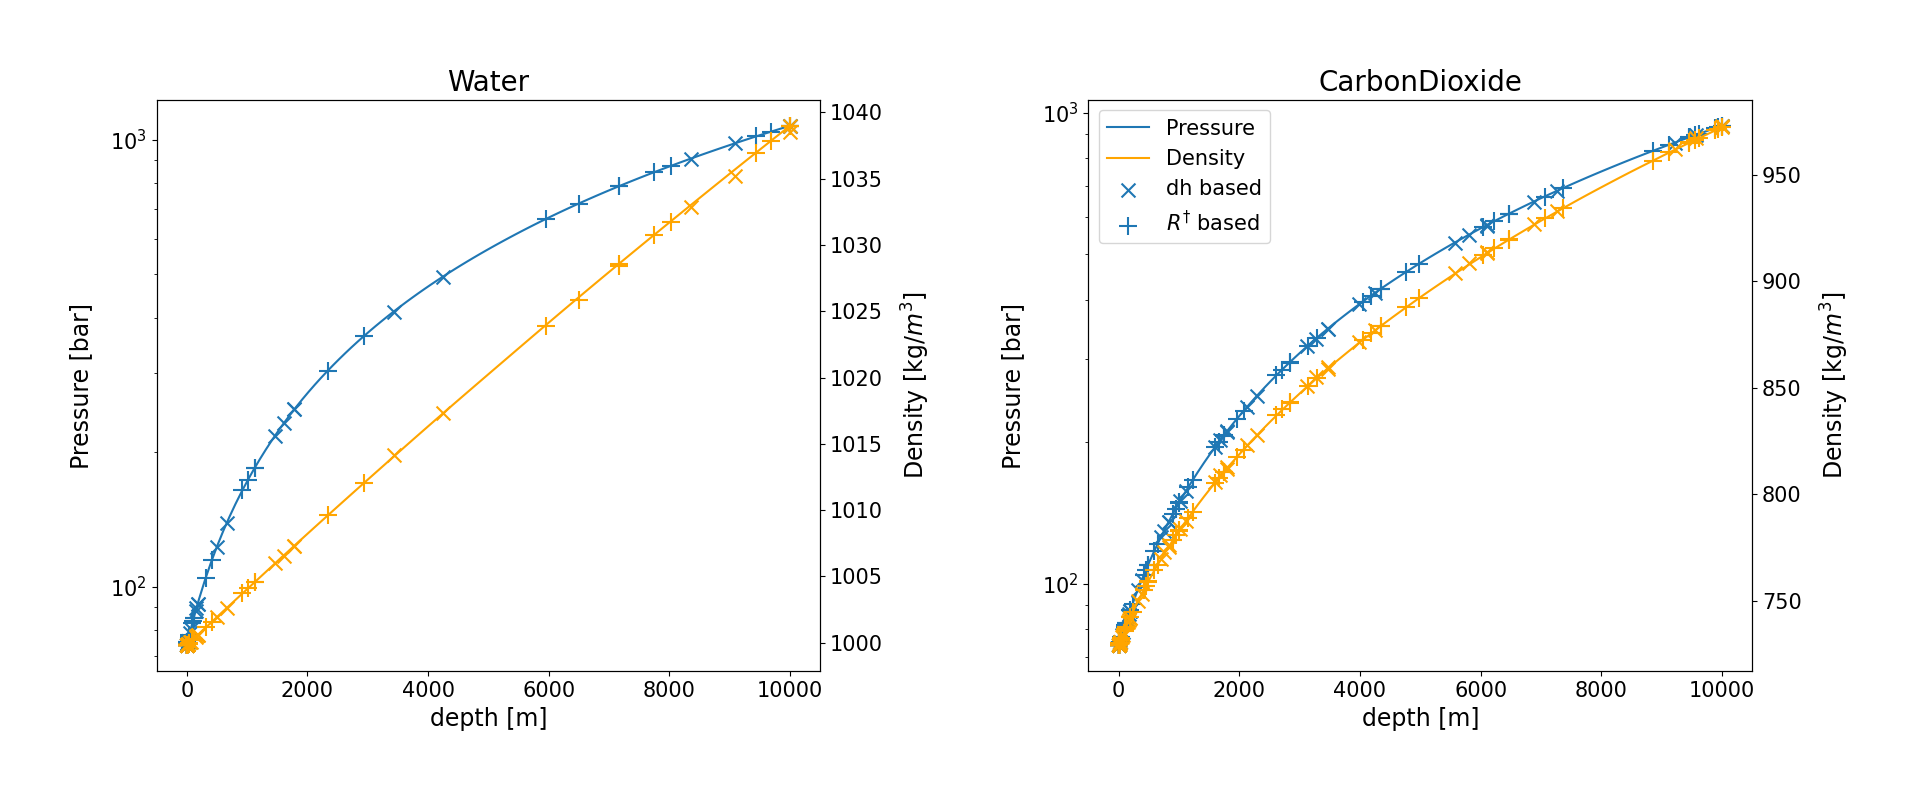 Water
10³
10²
Pressure [bar]
1040
1035
1030
1025
1020
1015
1010
1005
1000
Density [kg/m³]
0 2000 4000 6000 8000 10000
depth [m]
CarbonDioxide
10³
10²
Pressure [bar]
Pressure
Density
dh based
R† based
950
900
850
800
750
Density [kg/m³]
0 2000 4000 6000 8000 10000
depth [m]